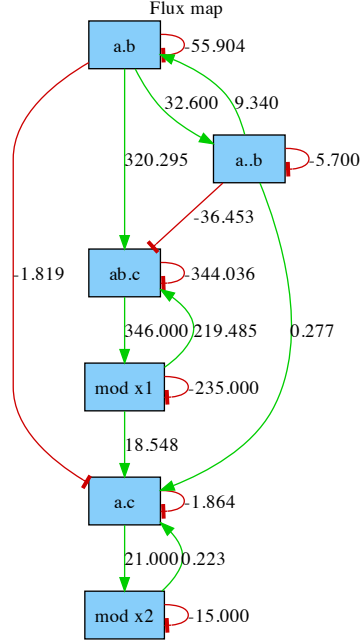 Flux map
a.b
-55.904
32.600
9.340
320.295
a..b
-5.700
-36.453
-1.819
ab.c
-344.036
346.000
219.485
0.277
mod x1
-235.000
18.548
a.c
-1.864
21.000
0.223
mod x2
-15.000